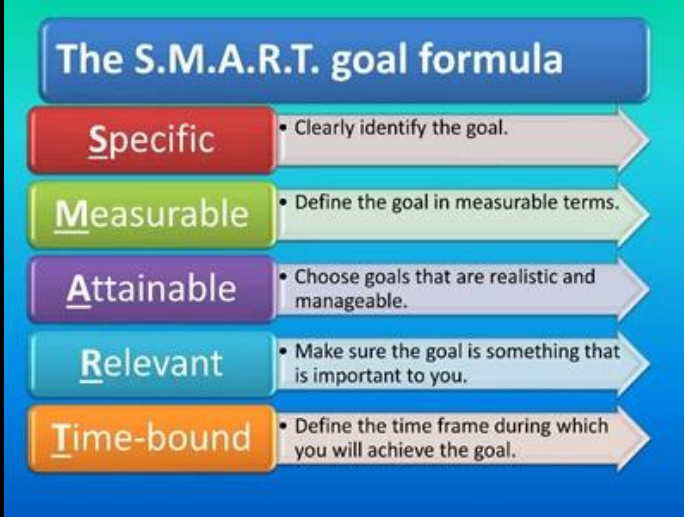 The S.M.A.R.T. goal formula
Specific
• Clearly identify the goal.
Measurable
• Define the goal in measurable terms.
Attainable
• Choose goals that are realistic and
manageable.
Relevant
• Make sure the goal is something that
is important to you.
Time-bound
• Define the time frame during which
you will achieve the goal.